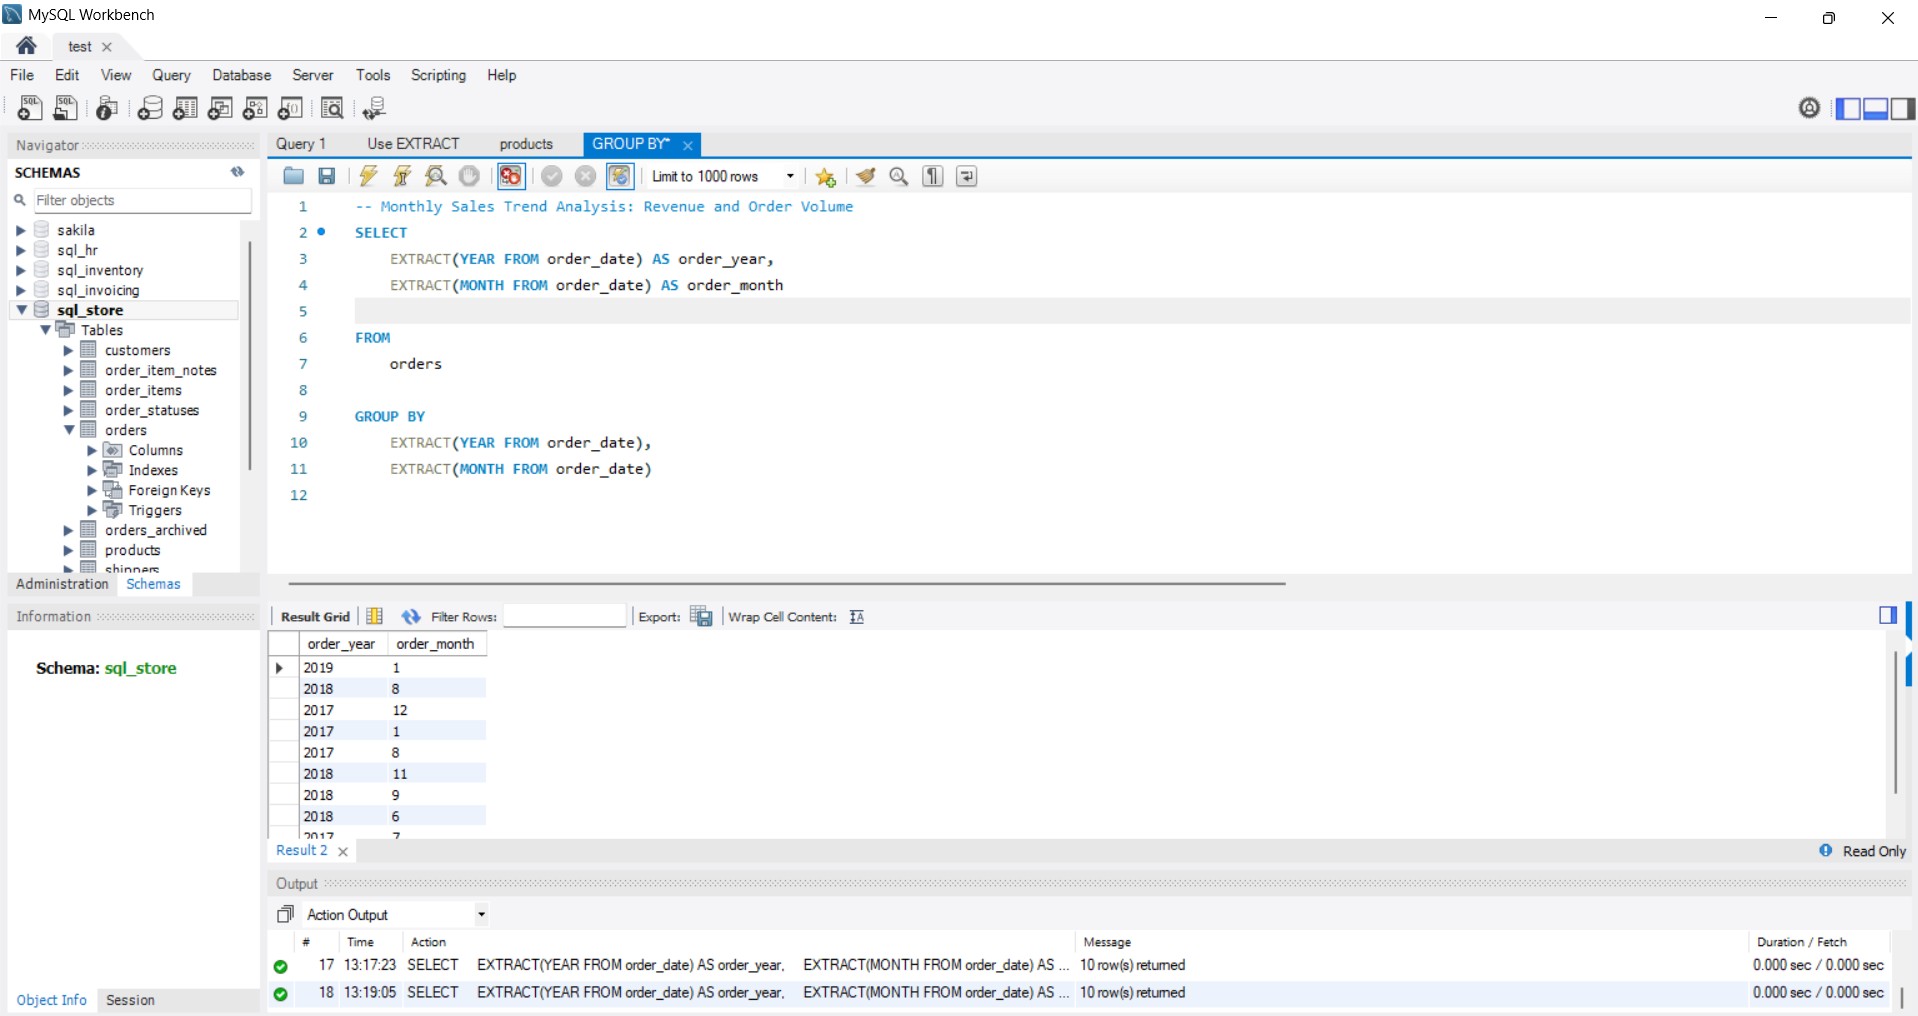 MySQL Workbench
test
File Edit View Query Database Server Tools Scripting Help
Navigator
SCHEMAS
Filter objects
sakila
sql_hr
sql_inventory
sql_invoicing
sql_store
Tables
customers
order_item_notes
order_items
order_statuses
orders
Columns
Indexes
Foreign Keys
Triggers
orders_archived
products
shippers
Administration Schemas
Information
Schema: sql_store
Object Info Session
Query 1 Use EXTRACT products GROUP BY*
Limit to 1000 rows
1 -- Monthly Sales Trend Analysis: Revenue and Order Volume
2 SELECT
3 EXTRACT(YEAR FROM order_date) AS order_year,
4 EXTRACT(MONTH FROM order_date) AS order_month
5
6 FROM
7 orders
8
9 GROUP BY
10 EXTRACT(YEAR FROM order_date),
11 EXTRACT(MONTH FROM order_date)
12
Result Grid Filter Rows: Export: Wrap Cell Content:
order_year order_month
2019 1
2018 8
2017 12
2017 1
2017 8
2018 11
2018 9
2018 6
2017 7
Result 2
Read Only
Output
Action Output
# Time Action Message Duration / Fetch
17 13:17:23 SELECT EXTRACT(YEAR FROM order_date) AS order_year, EXTRACT(MONTH FROM order_date) AS ... 10 row(s) returned 0.000 sec / 0.000 sec
18 13:19:05 SELECT EXTRACT(YEAR FROM order_date) AS order_year, EXTRACT(MONTH FROM order_date) AS ... 10 row(s) returned 0.000 sec / 0.000 sec